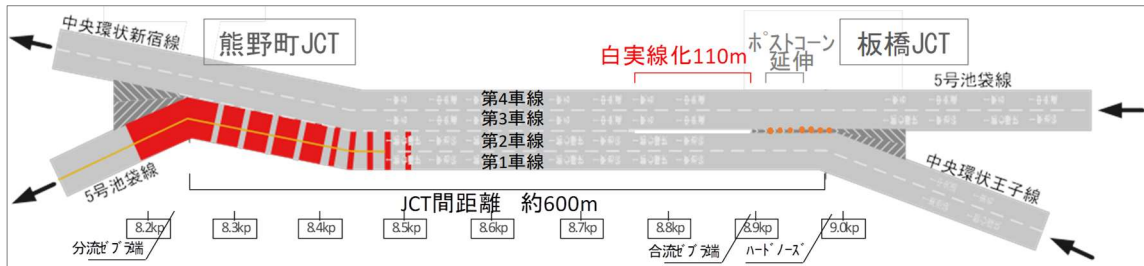 中央環状新宿線
熊野町JCT
白実線化110m
ポストコーン
延伸
板橋JCT
5号池袋線
第4車線
第3車線
第2車線
第1車線
5号池袋線
中央環状王子線
JCT間距離　約600m
8.2kp
8.3kp
8.4kp
8.5kp
8.6kp
8.7kp
8.8kp
8.9kp
9.0kp
分流ゼブラ端
合流ゼブラ端
ハードノーズ